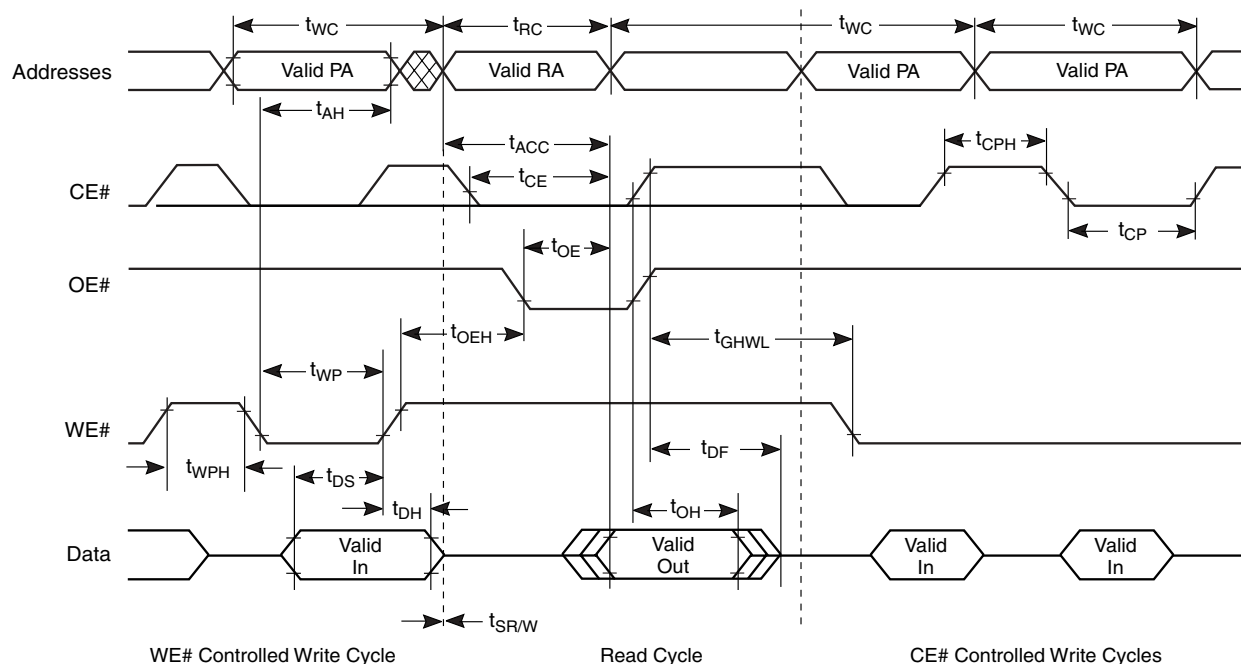 tWC tRC tWC tWC
Addresses Valid PA Valid RA Valid PA Valid PA
tAH
tACC tCPH
CE# tCE
tOE tCP
OE#
tOEH tGHWL
tWP
WE#
tWPH tDS tDF
tDH tOH
Data Valid In Valid Out Valid In Valid In
tSR/W
WE# Controlled Write Cycle Read Cycle CE# Controlled Write Cycles